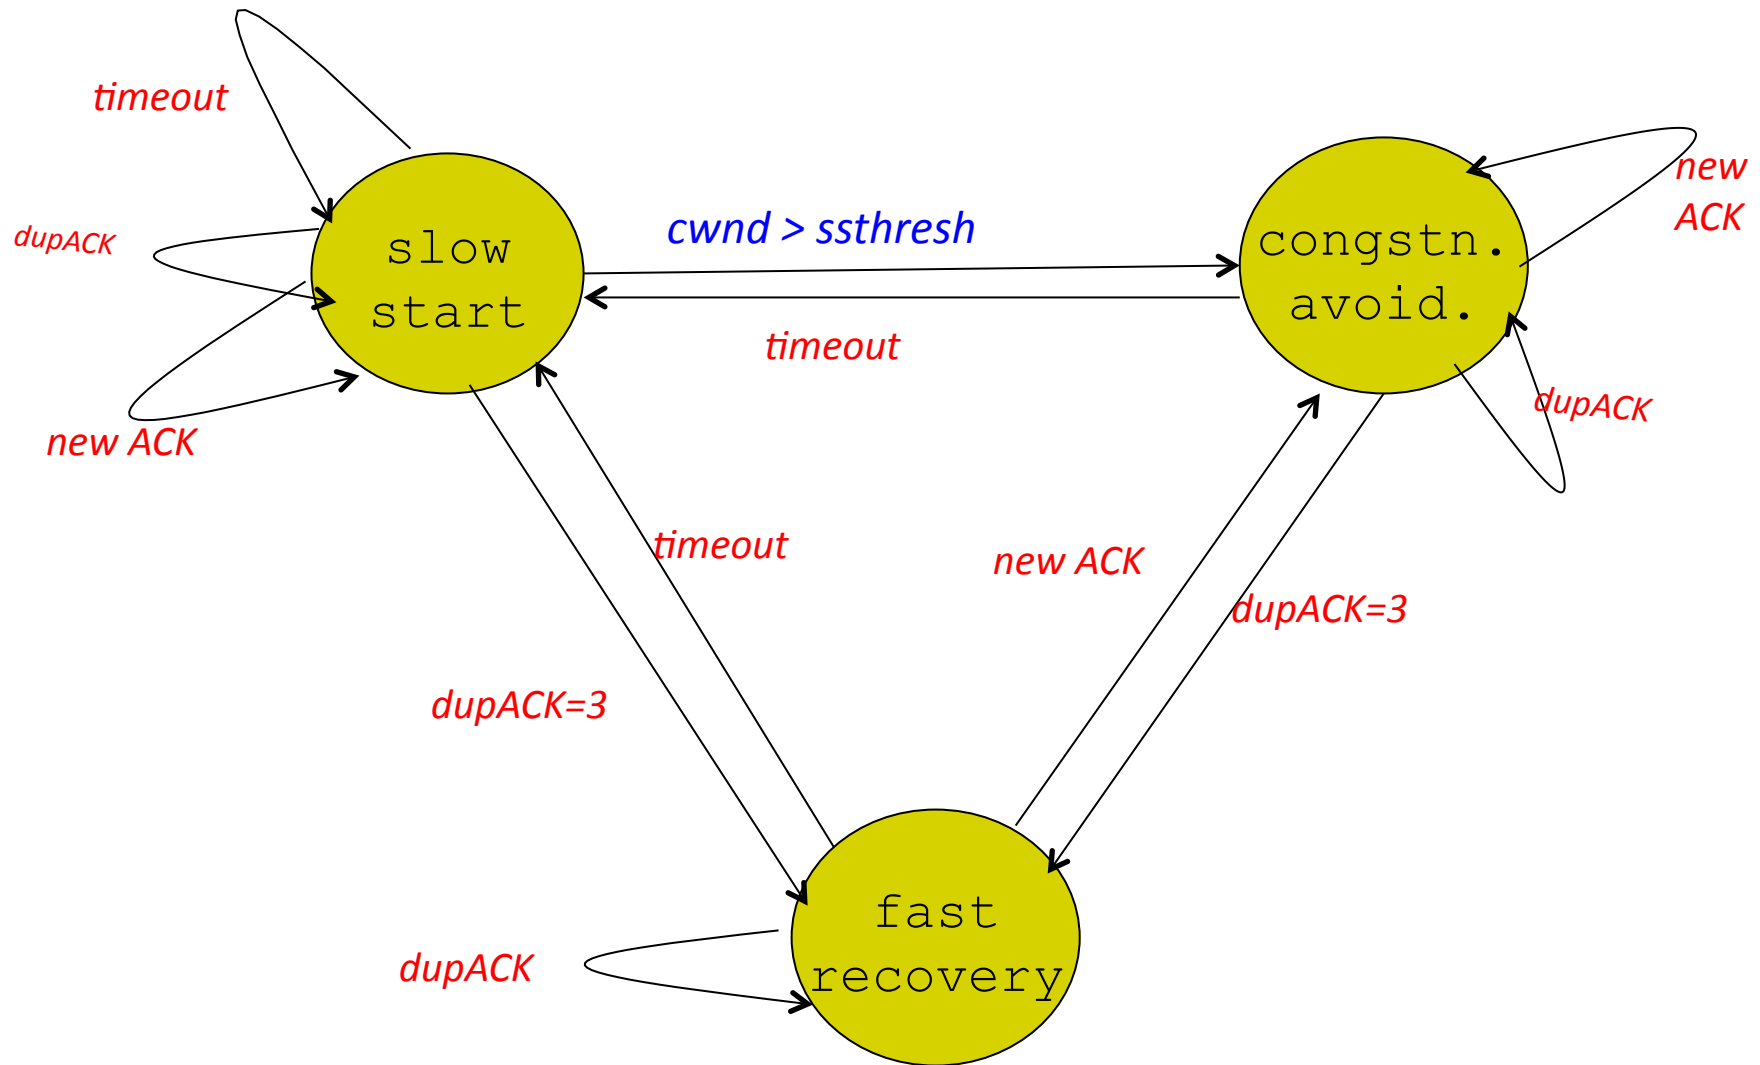 timeout
dupACK
slow
start
new ACK
cwnd > ssthresh
timeout
congstn.
avoid.
new
ACK
dupACK
timeout
new ACK
dupACK=3
dupACK=3
fast
recovery
dupACK